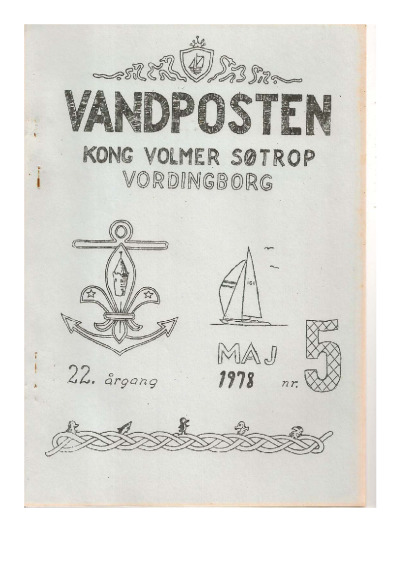 VANDPOSTEN
KONG VOLMER SØTROP
VORDINGBORG
MAJ
22. årgang 1978 nr. 5